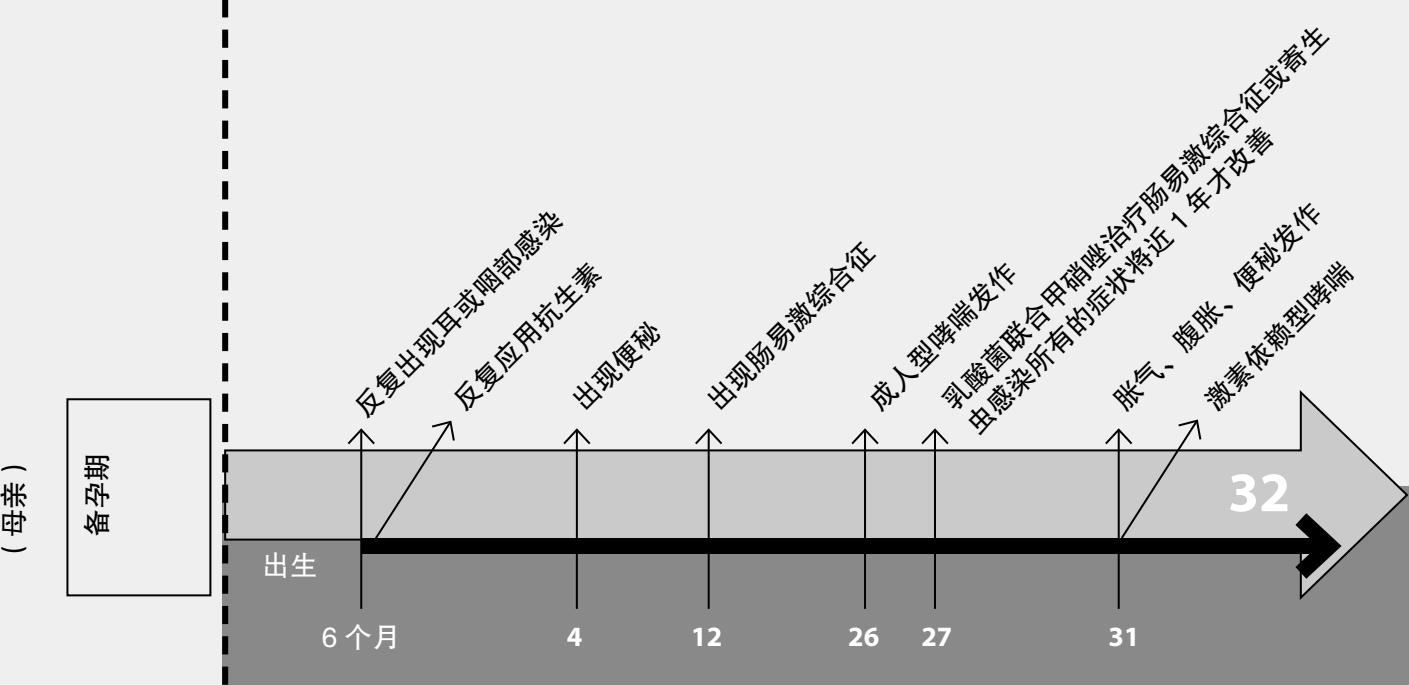 (母亲)
备孕期
反复出现耳或咽部感染
反复应用抗生素
出现便秘
出现肠易激综合征
成人型哮喘发作
乳酸菌联合甲硝唑治疗肠易激综合征或寄生
虫感染所有的症状将近1年才改善
胀气、腹胀、便秘发作
激素依赖型哮喘
32
出生
6个月
4
12
26
27
31